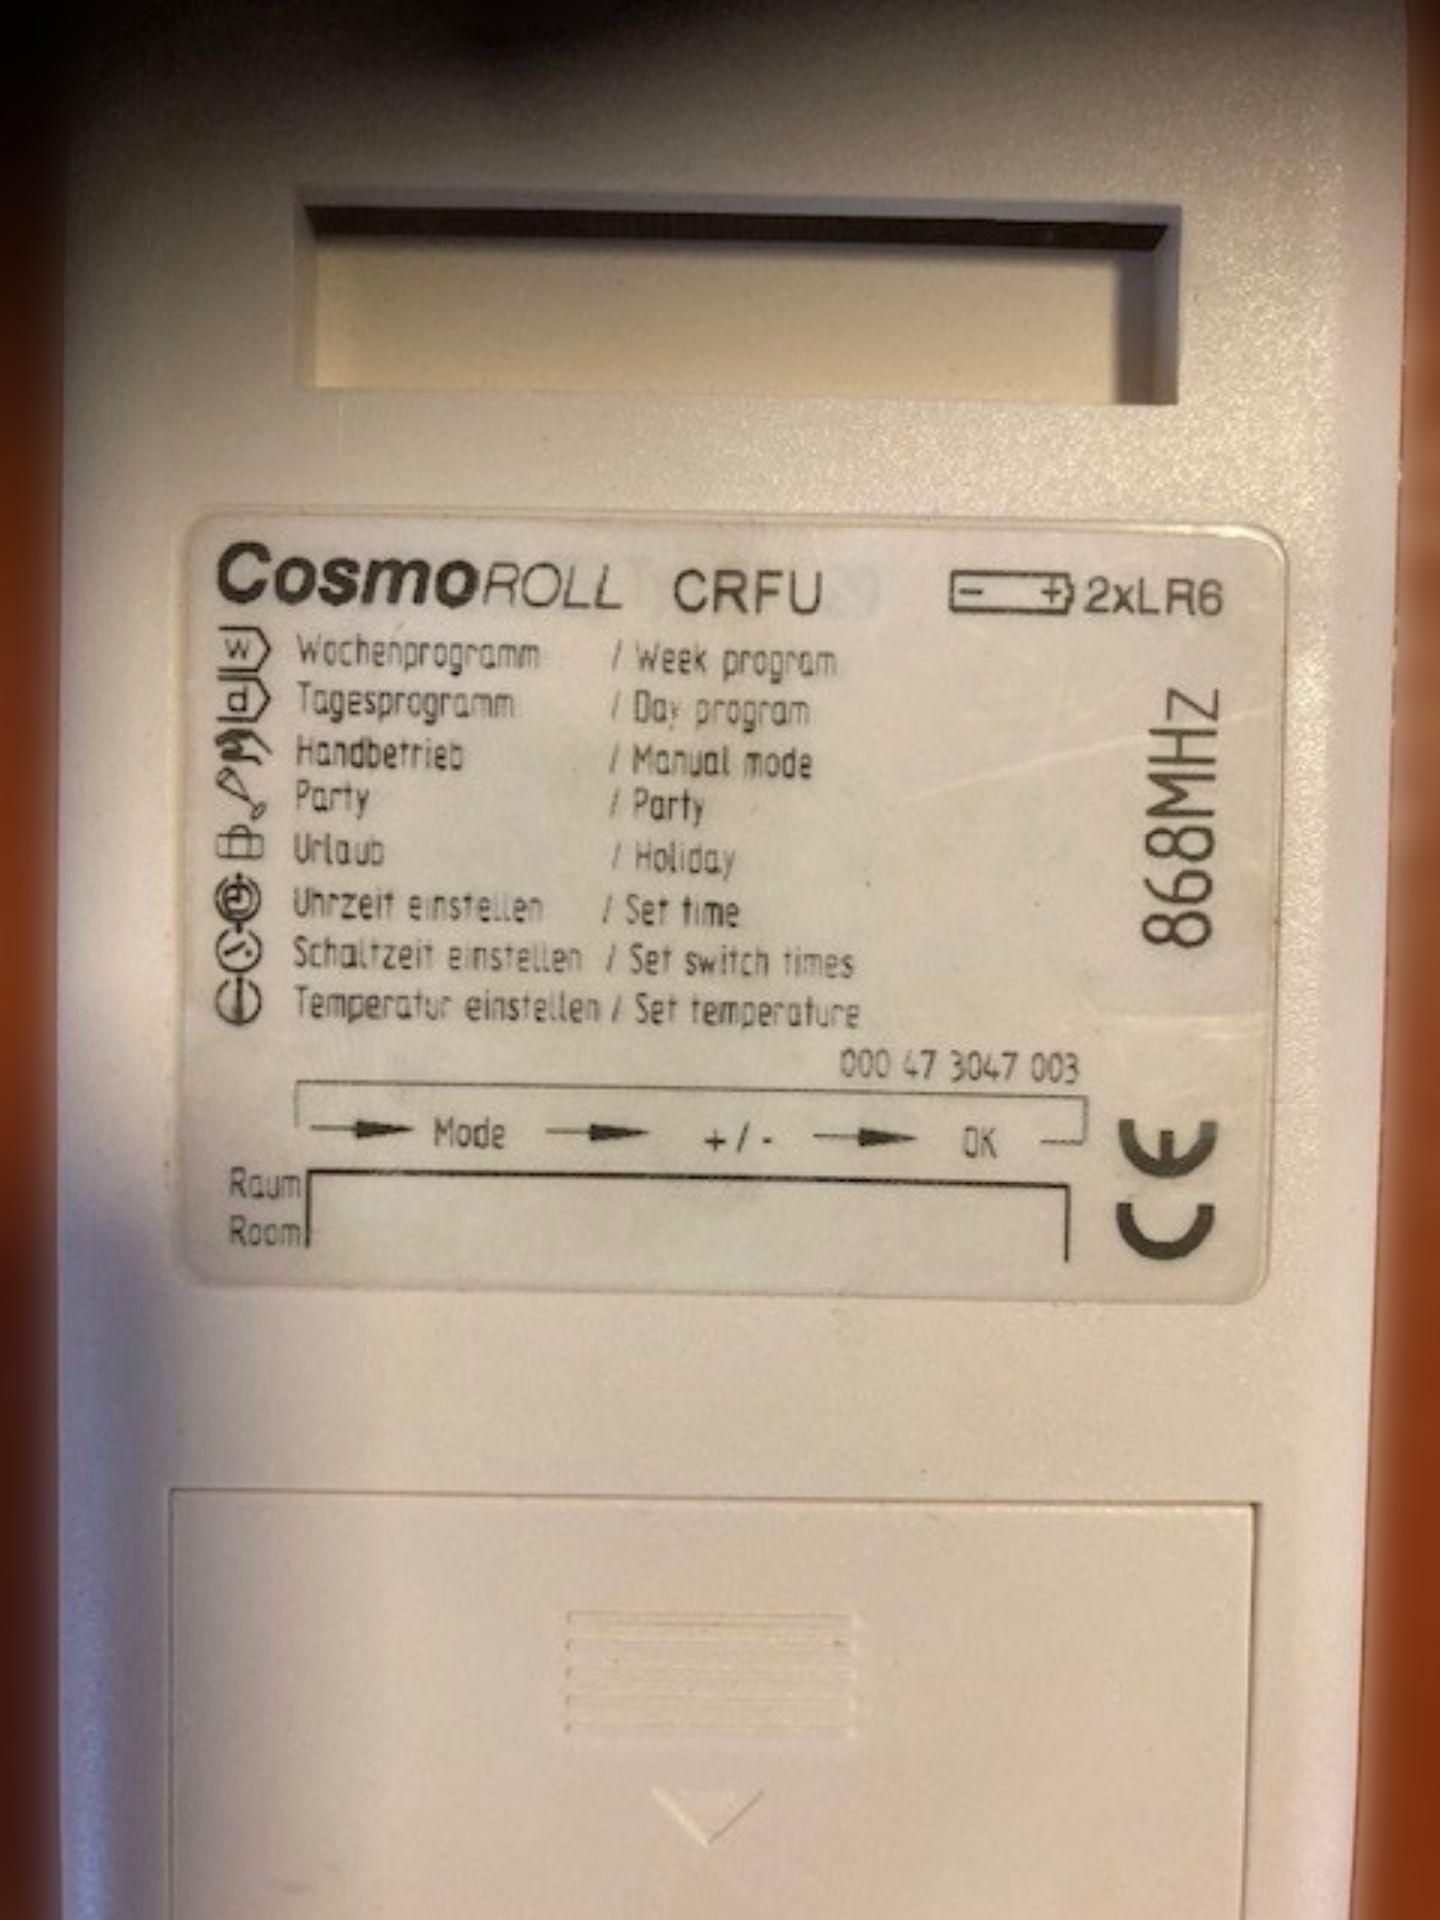 CosmoROLL CRFU - + 2xLR6
w Wochenprogramm / Week program
d Tagesprogramm / Day program
Handbetrieb / Manual mode
Party / Party
Urlaub / Holiday
Uhrzeit einstellen / Set time
Schaltzeit einstellen / Set switch times
Temperatur einstellen / Set temperature
868MHz
000 47 3047 003
Mode + / - OK
CE
Raum
Room